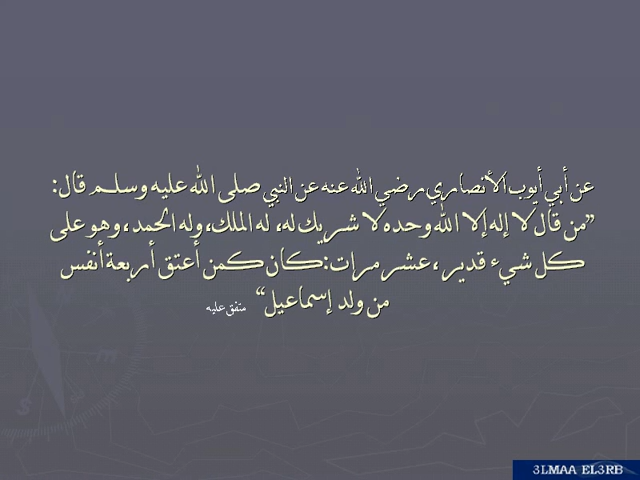 عن أبي أيوب الأنصاري رضي الله عنه عن النبي صلى الله عليه وسلم قال:
”من قال لا إله إلا الله وحده لا شريك له، له الملك، وله الحمد، وهو على
كل شيء قدير، عشر مرات: كان كمن أعتق أربعة أنفس
من ولد إسماعيل“ متفق عليه
3LMAA EL3RB